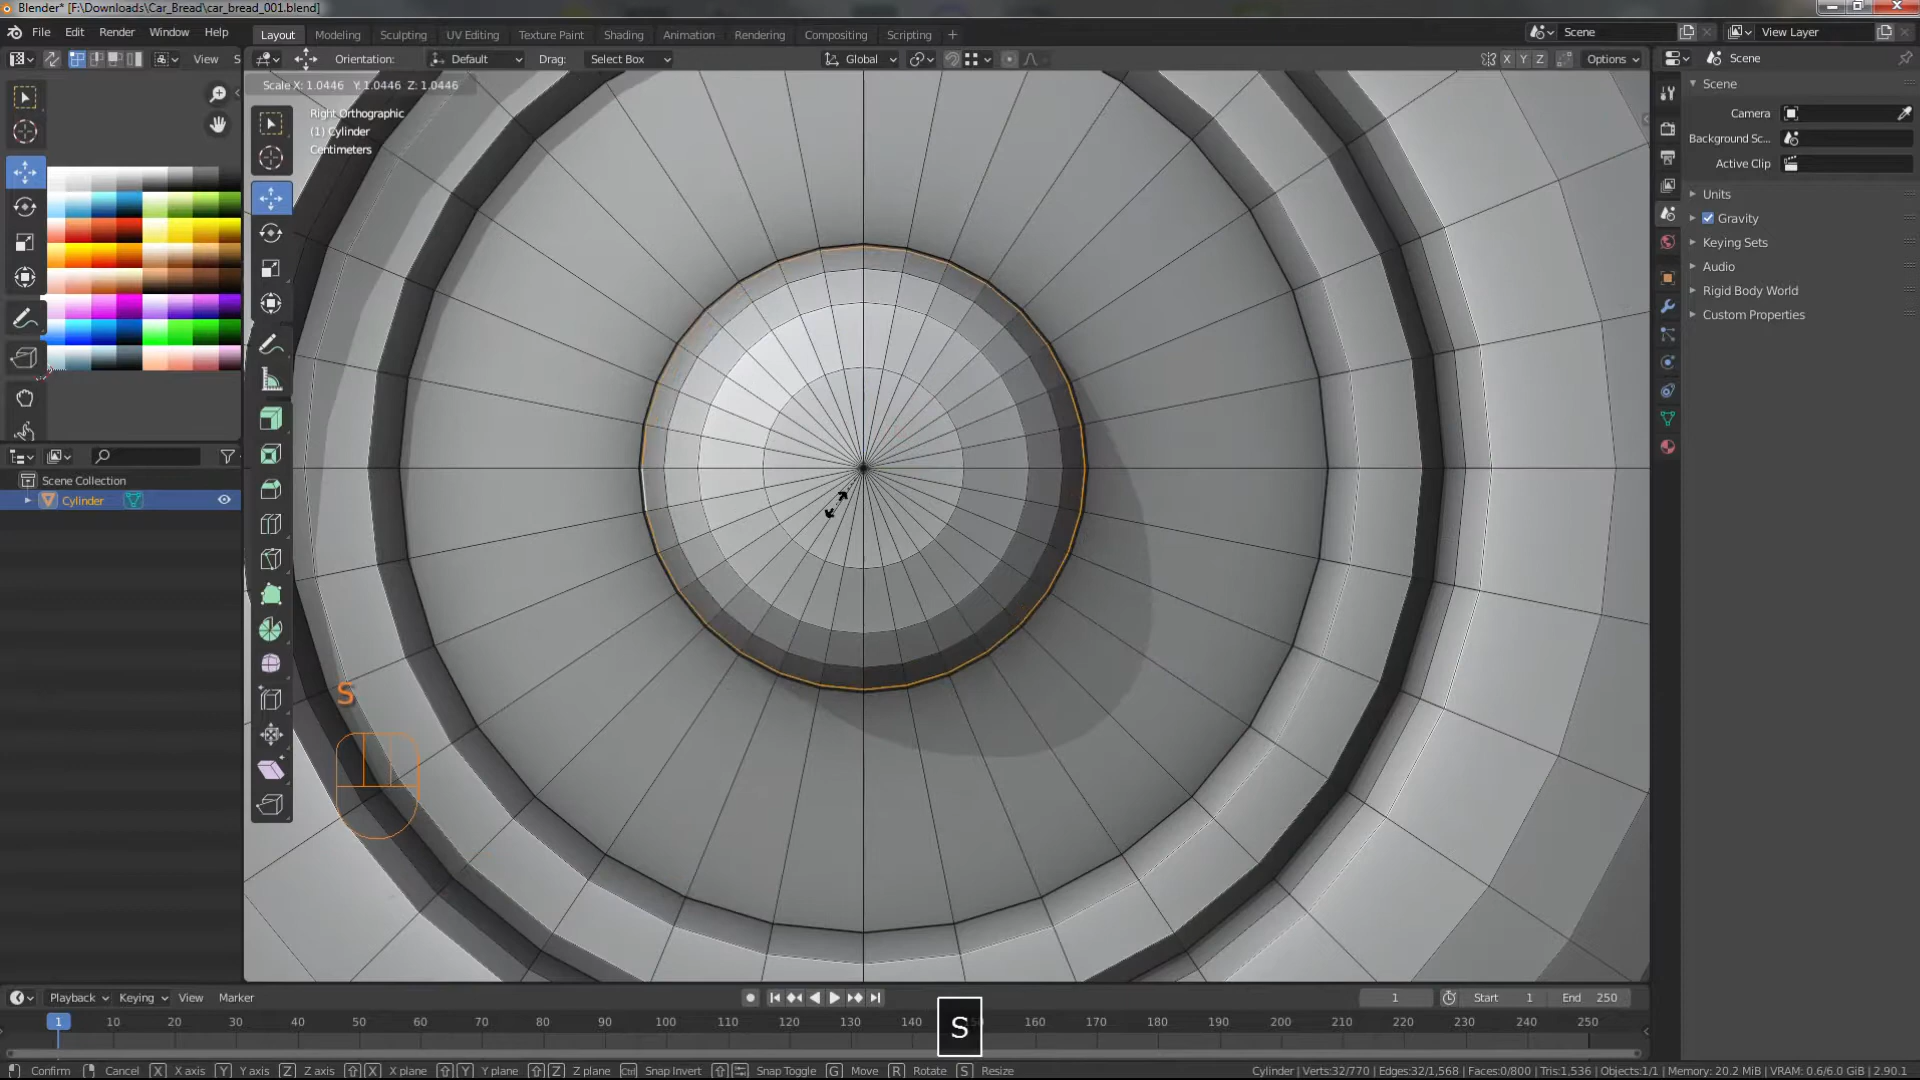 Blender* [F:\Downloads\Car_Bread\car_bread_001.blend]
File Edit Render Window Help
Layout Modeling Sculpting UV Editing Texture Paint Shading Animation Rendering Compositing Scripting +
Scene
View Layer
View S
Orientation: Default Drag: Select Box
Global
X Y Z
Options
Scene
Scale X: 1.0446 Y: 1.0446 Z: 1.0446
Right Orthographic
(1) Cylinder
Centimeters
Scene
Camera
Background Sc...
Active Clip
Units
Gravity
Keying Sets
Audio
Rigid Body World
Custom Properties
Scene Collection
Cylinder
S
Playback Keying View Marker
1 Start 1 End 250
1 10 20 30 40 50 60 70 80 90 100 110 120 130 140 160 170 180 190 200 210 220 230 240 250
S
Confirm Cancel X X axis Y Y axis Z Z axis X X plane Y Y plane Z Z plane Ctrl Snap Invert Snap Toggle G Move R Rotate S Resize
Cylinder | Verts:32/770 | Edges:32/1,568 | Faces:0/800 | Tris:1,536 | Objects:1/1 | Memory: 20.2 MiB | VRAM: 0.6/6.0 GiB | 2.90.1